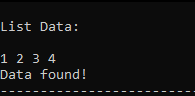 List Data:
1 2 3 4
Data found!
--------------------------